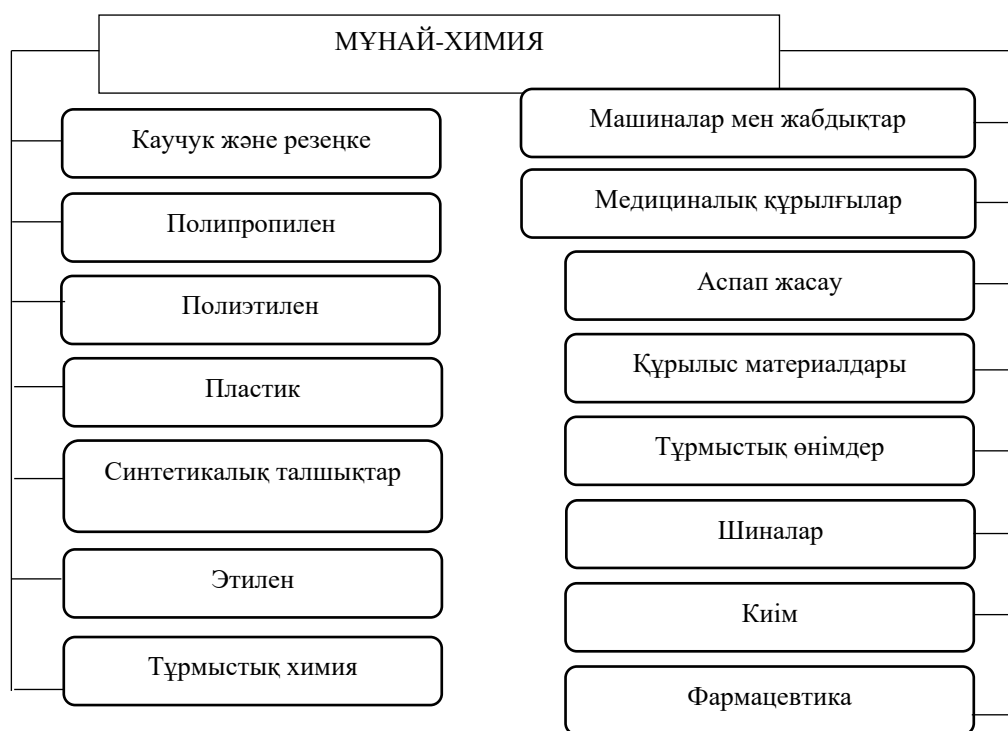 МҰНАЙ-ХИМИЯ
Каучук және резеңке
Полипропилен
Полиэтилен
Пластик
Синтетикалық талшықтар
Этилен
Тұрмыстық химия
Машиналар мен жабдықтар
Медициналық құрылғылар
Аспап жасау
Құрылыс материалдары
Тұрмыстық өнімдер
Шиналар
Киім
Фармацевтика